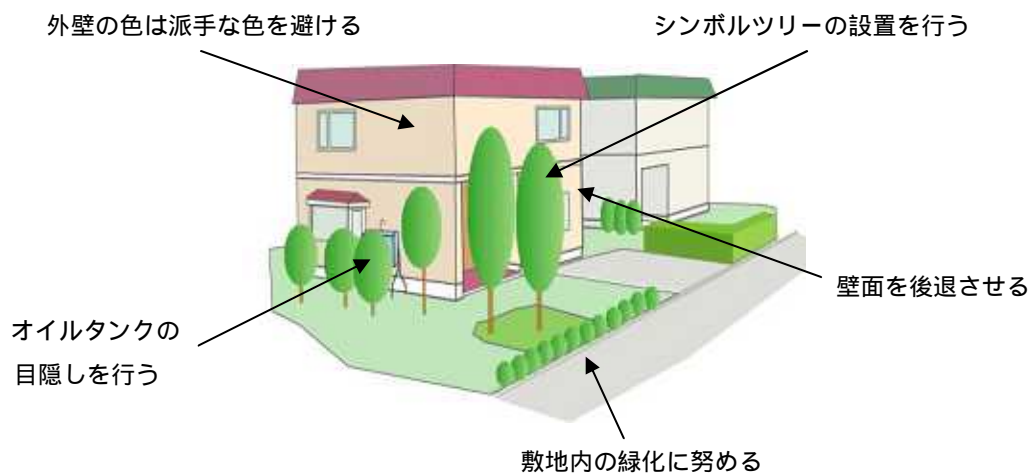 外壁の色は派手な色を避ける
シンボルツリーの設置を行う
壁面を後退させる
オイルタンクの
目隠しを行う
敷地内の緑化に努める